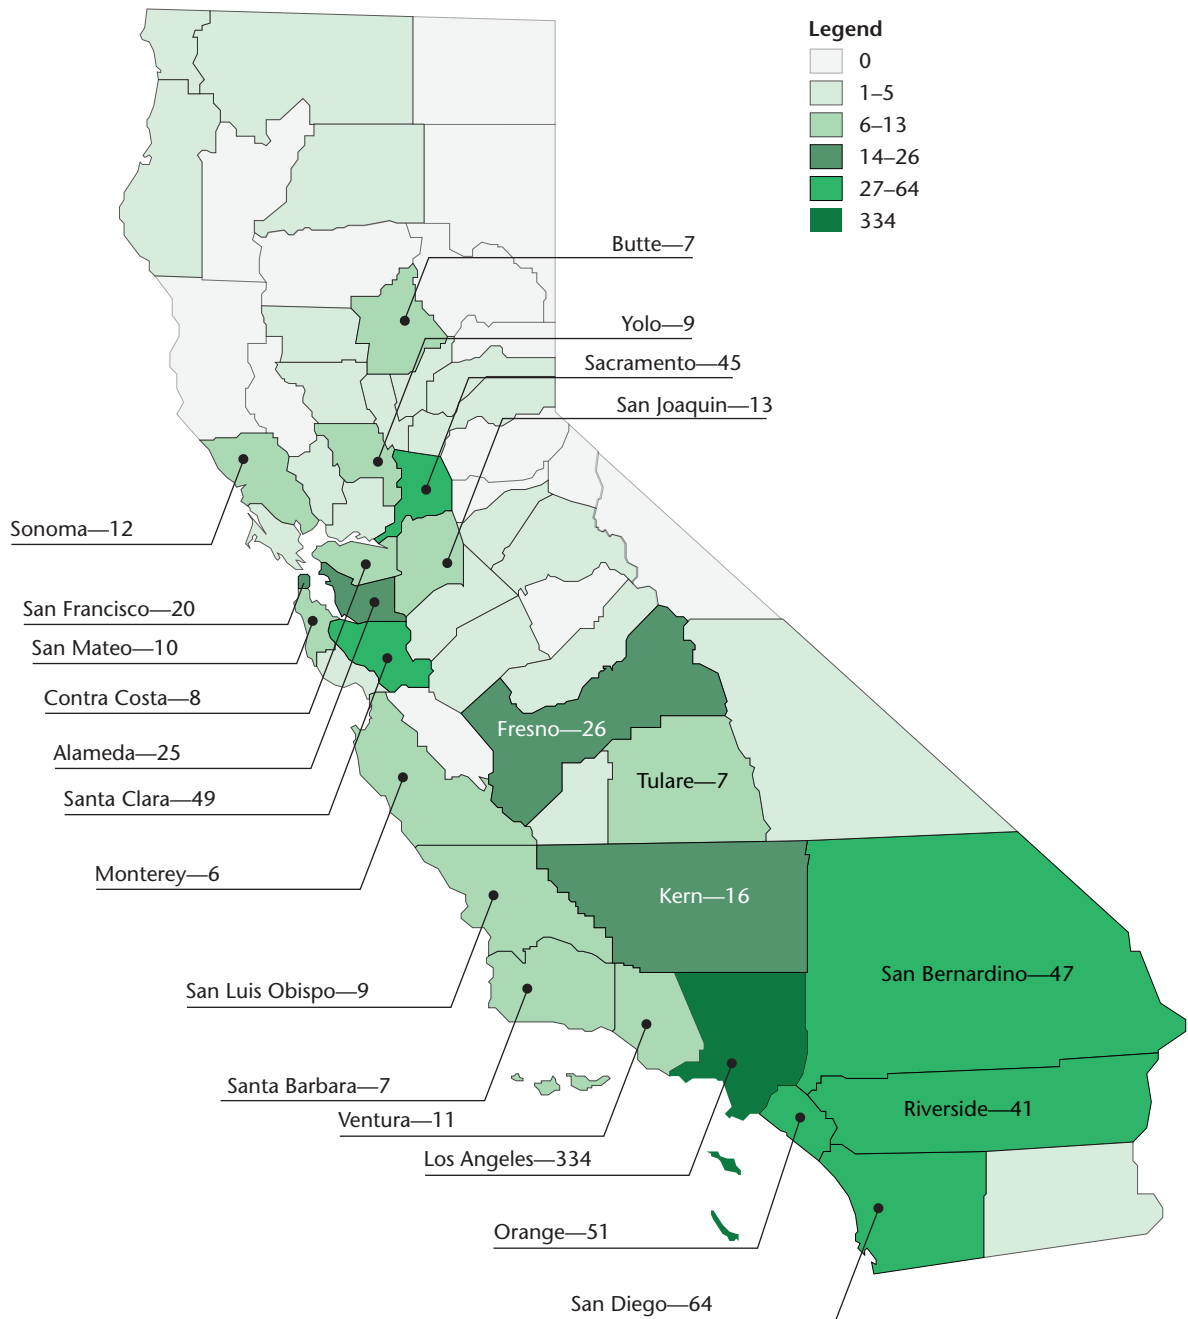 Legend
0
1–5
6–13
14–26
27–64
334
Butte—7
Yolo—9
Sacramento—45
San Joaquin—13
Sonoma—12
San Francisco—20
San Mateo—10
Contra Costa—8
Alameda—25
Santa Clara—49
Monterey—6
Fresno—26
Tulare—7
Kern—16
San Bernardino—47
San Luis Obispo—9
Santa Barbara—7
Ventura—11
Riverside—41
Los Angeles—334
Orange—51
San Diego—64